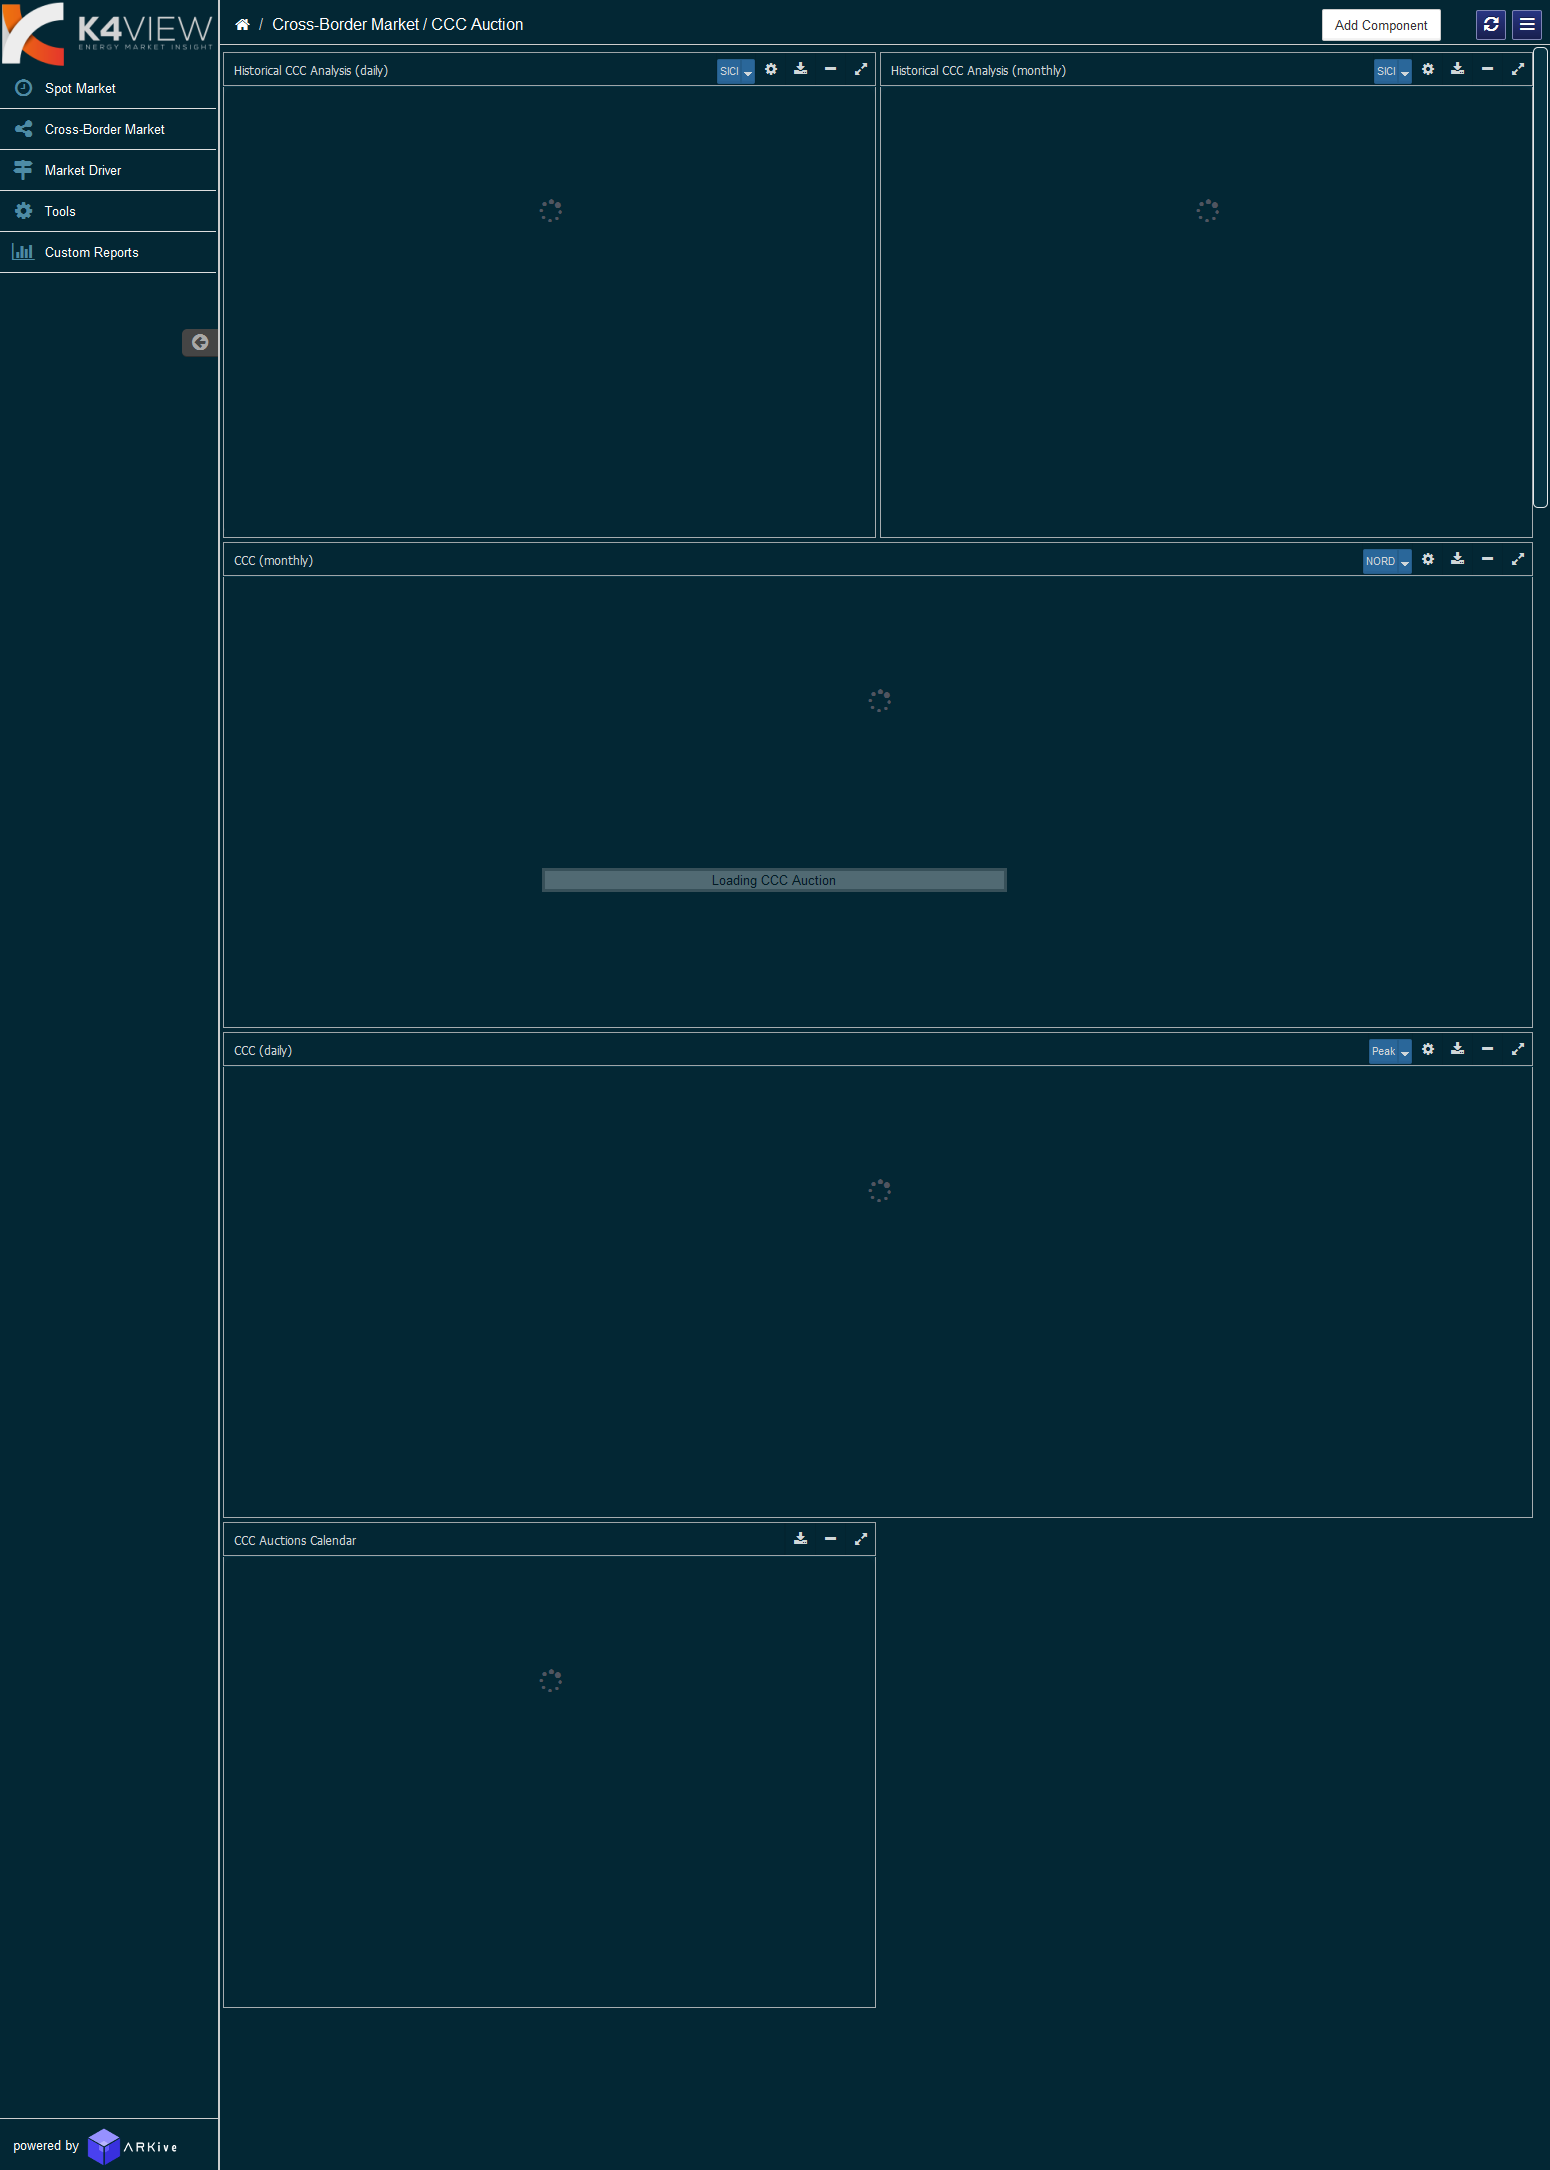 K4VIEW
ENERGY MARKET INSIGHT
/ Cross-Border Market / CCC Auction
Add Component
Spot Market
Cross-Border Market
Market Driver
Tools
Custom Reports
Historical CCC Analysis (daily)
SICI
Historical CCC Analysis (monthly)
SICI
CCC (monthly)
NORD
Loading CCC Auction
CCC (daily)
Peak
CCC Auctions Calendar
powered by
ARKive